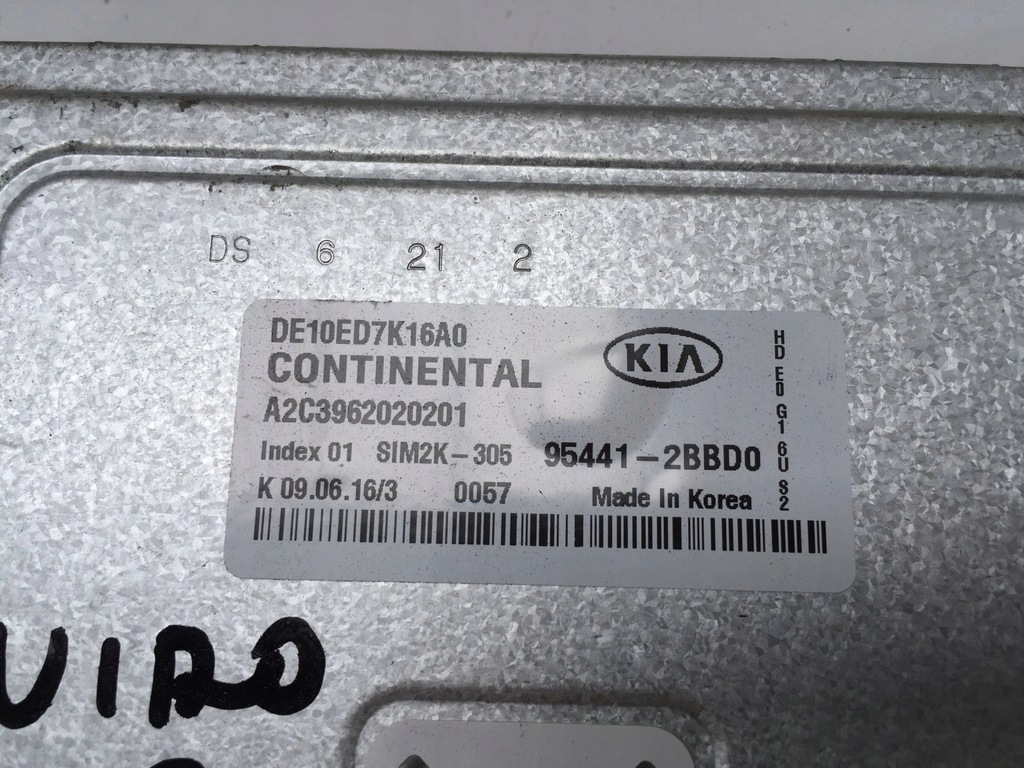 DS 6 21 2
DE10ED7K16A0
CONTINENTAL
KIA
A2C3962020201
Index 01 SIM2K-305 95441-2BBD0
K 09.06.16/3 0057 Made In Korea
HD E0 G1 6U S2